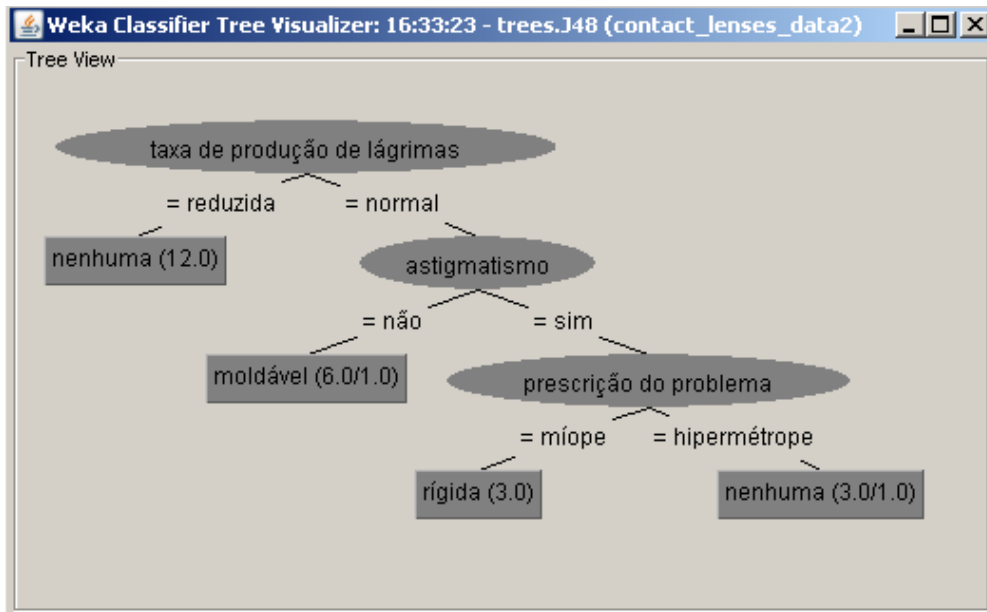 Weka Classifier Tree Visualizer: 16:33:23 - trees.J48 (contact_lenses_data2)
Tree View
taxa de produção de lágrimas
= reduzida = normal
nenhuma (12.0)
astigmatismo
= não = sim
moldável (6.0/1.0)
prescrição do problema
= míope = hipermétrope
rígida (3.0) nenhuma (3.0/1.0)